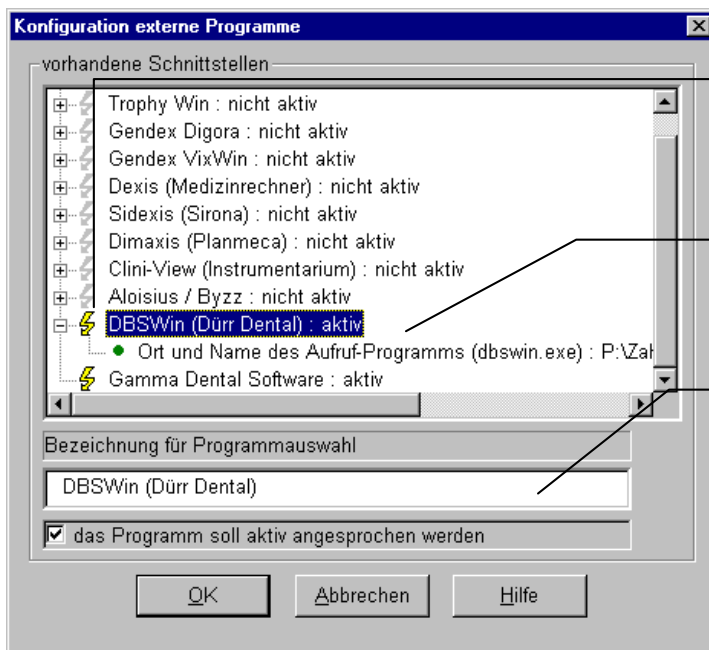 Konfiguration externe Programme
vorhandene Schnittstellen
Trophy Win : nicht aktiv
Gendex Digora : nicht aktiv
Gendex VixWin : nicht aktiv
Dexis (Medizinrechner) : nicht aktiv
Sidexis (Sirona) : nicht aktiv
Dimaxis (Planmeca) : nicht aktiv
Clini-View (Instrumentarium) : nicht aktiv
Aloisius / Byzz : nicht aktiv
DBSWin (Dürr Dental) : aktiv
Ort und Name des Aufruf-Programms (dbswin.exe) : P:\Zah
Gamma Dental Software : aktiv
Bezeichnung für Programmauswahl
DBSWin (Dürr Dental)
das Programm soll aktiv angesprochen werden
OK Abbrechen Hilfe